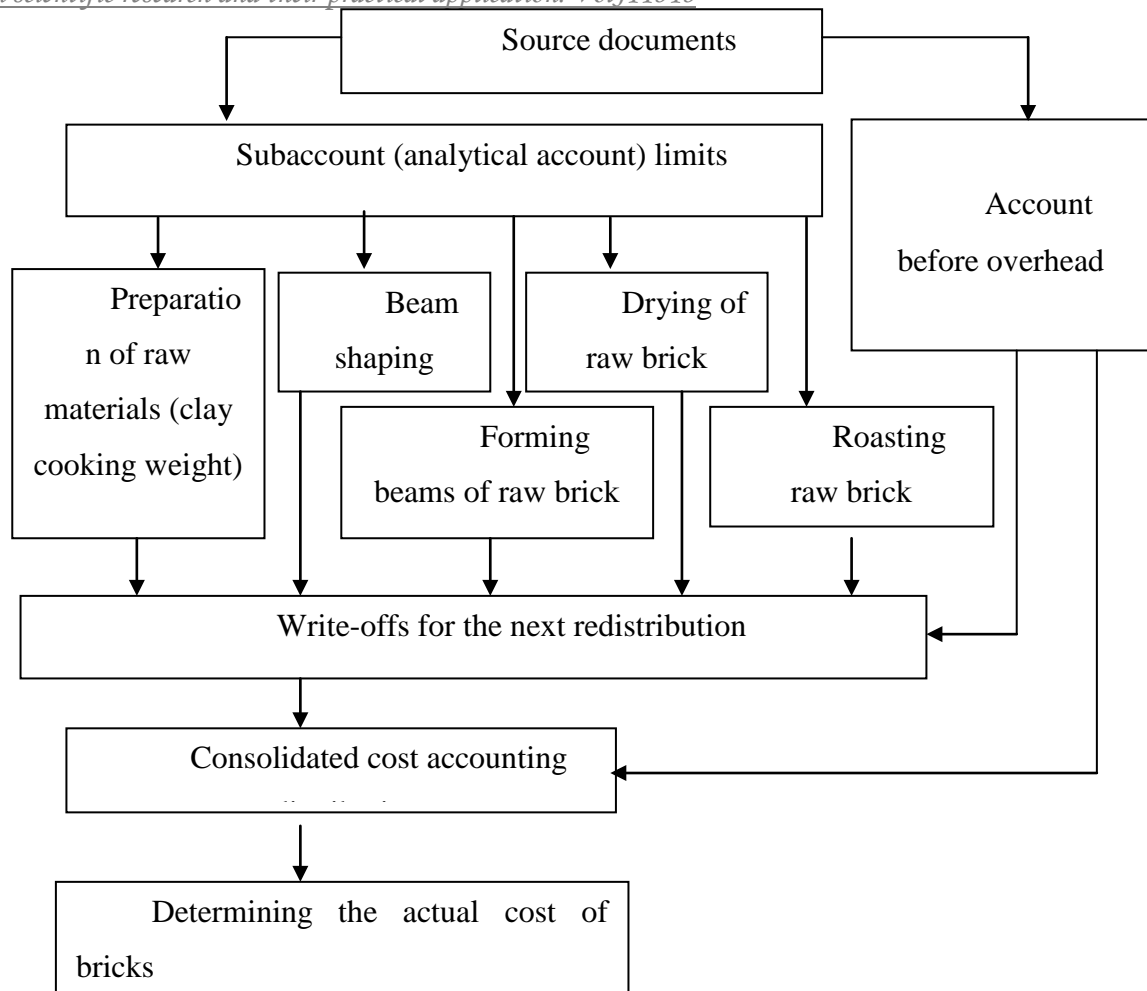 scientific research and their practical application.
Source documents
Subaccount (analytical account) limits
Account
before overhead
Preparatio
n of raw
materials (clay
cooking weight)
Beam
shaping
Drying of
raw brick
Forming
beams of raw brick
Roasting
raw brick
Write-offs for the next redistribution
Consolidated cost accounting
Determining the actual cost of
bricks